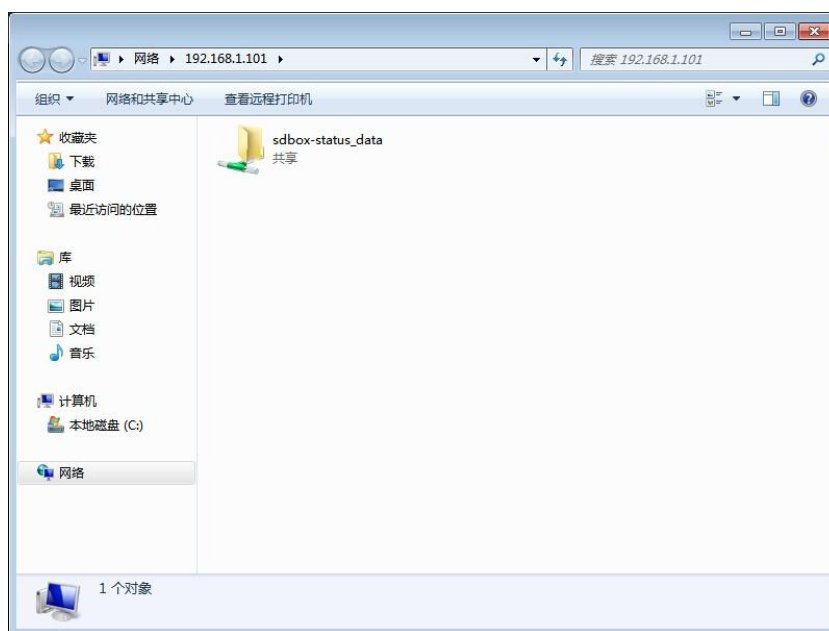 网络 192.168.1.101
搜索 192.168.1.101
组织 网络和共享中心 查看远程打印机
收藏夹
下载
桌面
最近访问的位置
库
视频
图片
文档
音乐
计算机
本地磁盘 (C:)
网络
sdbox-status_data
共享
1 个对象